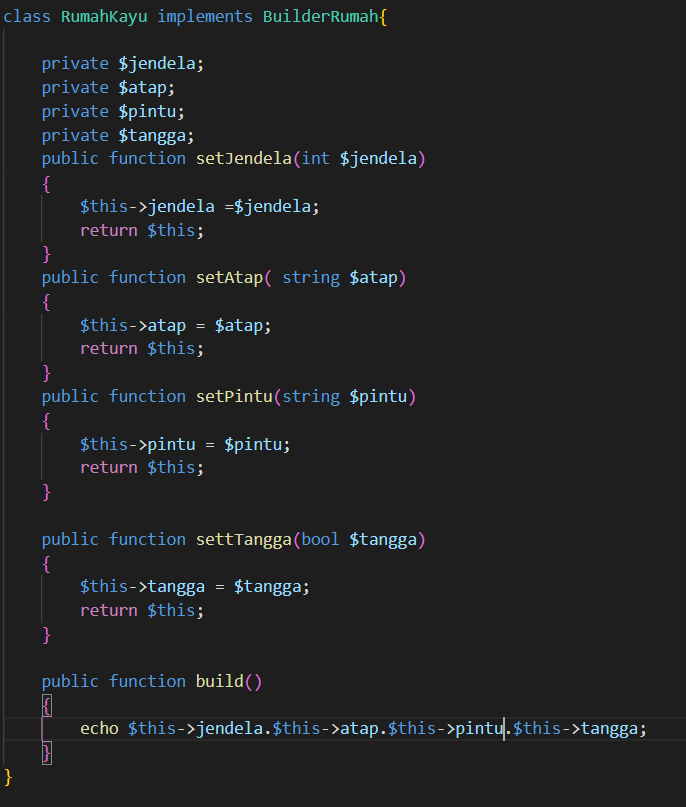 class RumahKayu implements BuilderRumah{
private $jendela;
private $atap;
private $pintu;
private $tangga;
public function setJendela(int $jendela)
{
$this->jendela =$jendela;
return $this;
}
public function setAtap( string $atap)
{
$this->atap = $atap;
return $this;
}
public function setPintu(string $pintu)
{
$this->pintu = $pintu;
return $this;
}
public function settTangga(bool $tangga)
{
$this->tangga = $tangga;
return $this;
}
public function build()
{
echo $this->jendela.$this->atap.$this->pintu.$this->tangga;
}
}